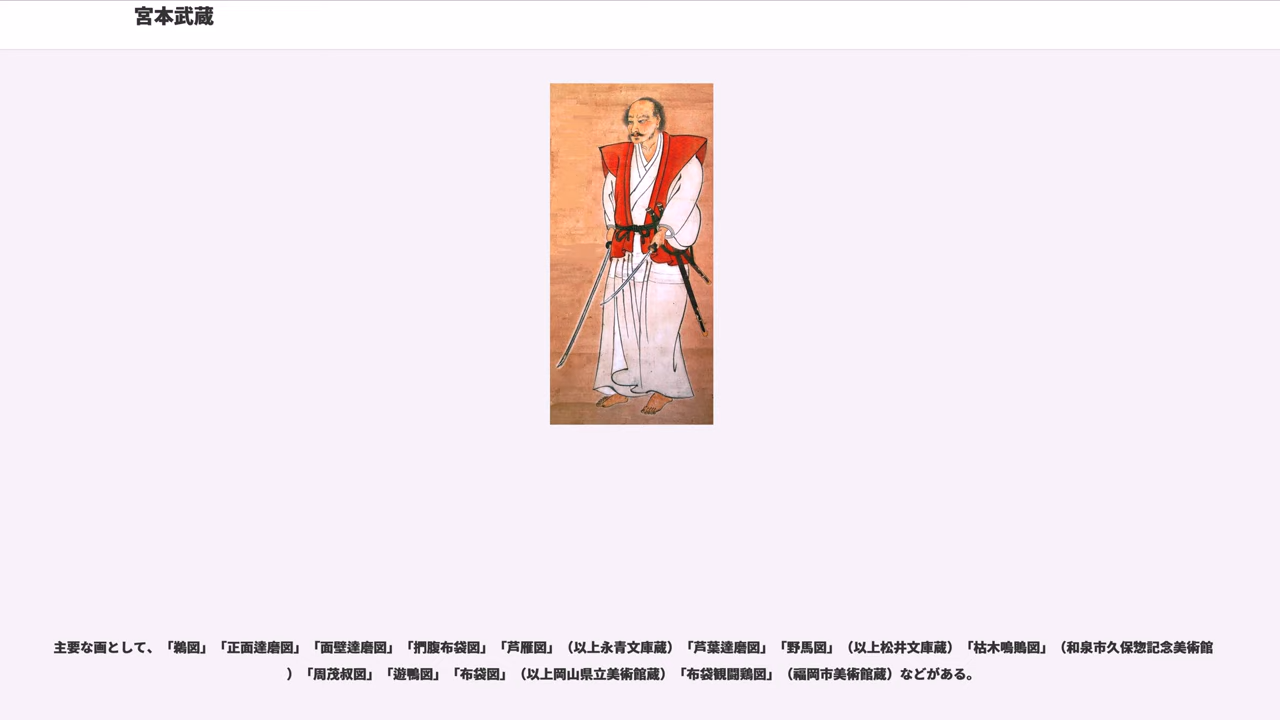 宮本武蔵
主要な画として、「鵜図」「正面達磨図」「面壁達磨図」「捫腹布袋図」「芦雁図」（以上永青文庫蔵）「芦葉達磨図」「野馬図」（以上松井文庫蔵）「枯木鳴鵙図」（和泉市久保惣記念美術館
）「周茂叔図」「遊鴨図」「布袋図」（以上岡山県立美術館蔵）「布袋観闘鶏図」（福岡市美術館蔵）などがある。